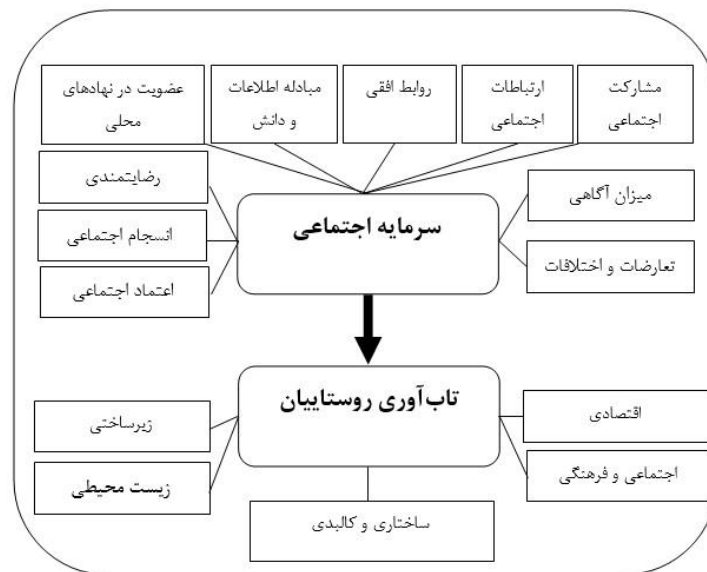 مشارکت
اجتماعی
ارتباطات
اجتماعی
روابط افقی
مبادله اطلاعات
و دانش
عضویت در نهادهای
محلی
میزان آگاهی
تعارضات و اختلافات
سرمایه اجتماعی
رضایتمندی
انسجام اجتماعی
اعتماد اجتماعی
تاب‌آوری روستاییان
اقتصادی
اجتماعی و فرهنگی
زیرساختی
زیست محیطی
ساختاری و کالبدی